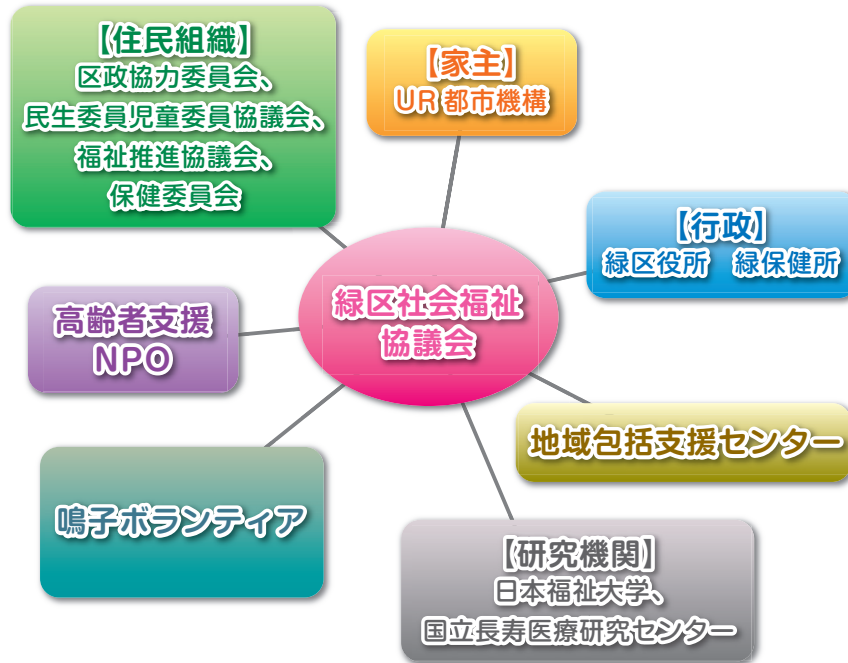 【住民組織】
区政協力委員会、
民生委員児童委員協議会、
福祉推進協議会、
保健委員会
【家主】
UR都市機構
【行政】
緑区役所　緑保健所
緑区社会福祉
協議会
高齢者支援
NPO
地域包括支援センター
鳴子ボランティア
【研究機関】
日本福祉大学、
国立長寿医療研究センター